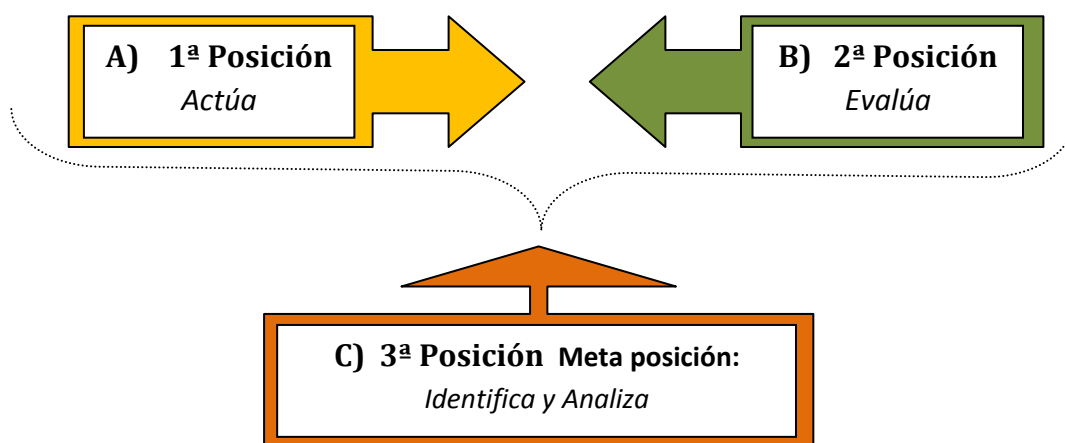 A) 1ª Posición
Actúa
B) 2ª Posición
Evalúa
C) 3ª Posición Meta posición:
Identifica y Analiza